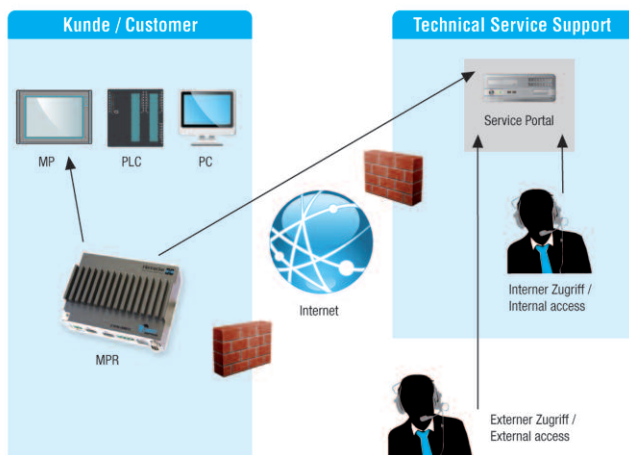 Kunde / Customer
Technical Service Support
MP
PLC
PC
Service Portal
Internet
Interner Zugriff /
Internal access
MPR
Externer Zugriff /
External access